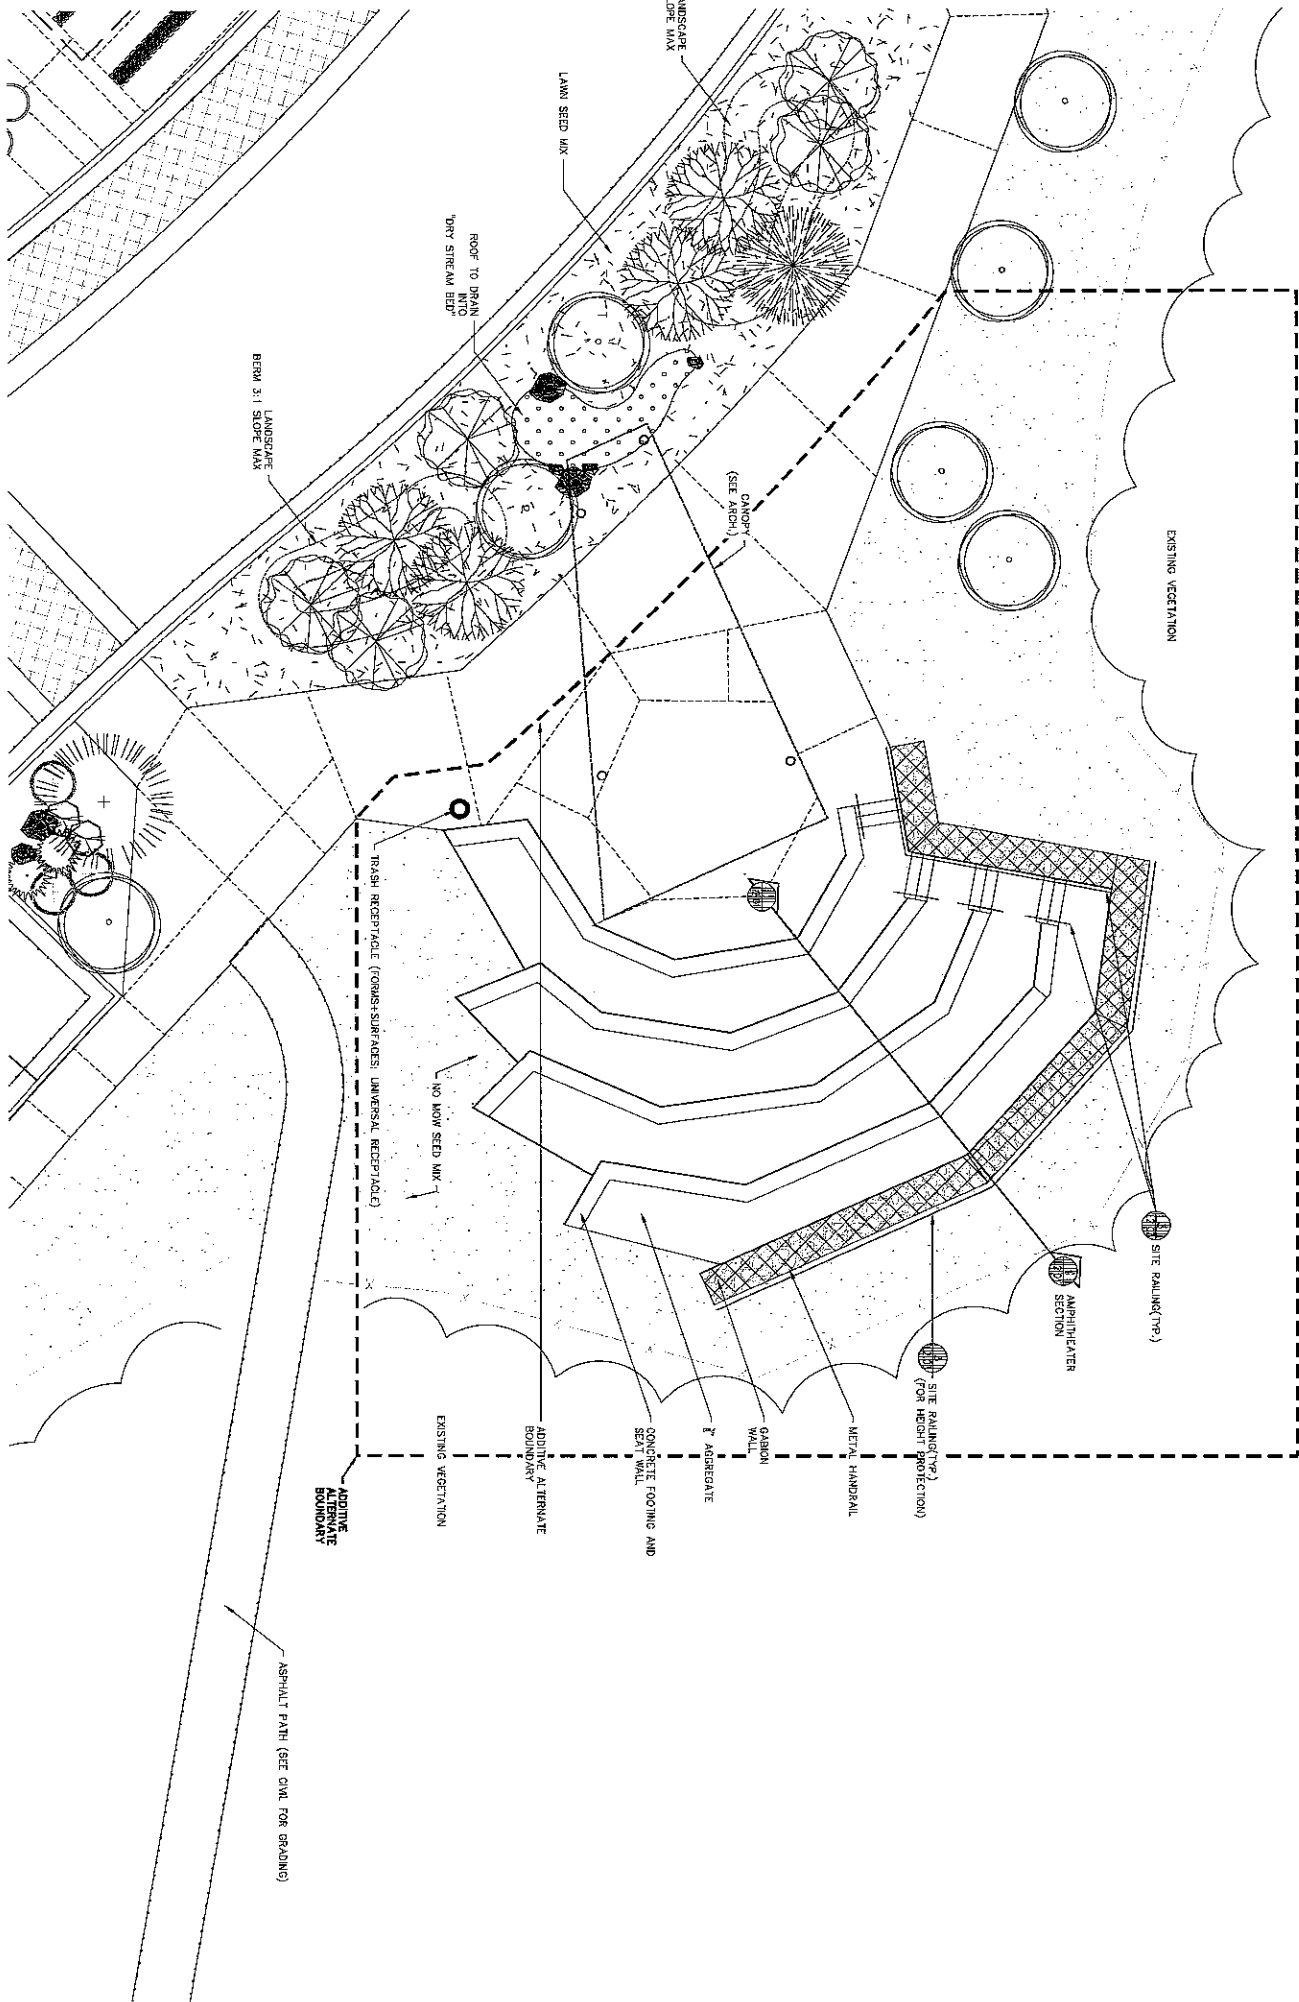 ANDSCAPE
OPE MAX
LAWN SEED MIX
ROOF TO DRAIN
INTO
"DRY STREAM BED"
LANDSCAPE
BERM 3:1 SLOPE MAX
CANOPY
(SEE ARCH.)
EXISTING VEGETATION
TRASH RECEPTACLE (FORMS+SURFACES: UNIVERSAL RECEPTACLE)
NO MOW SEED MIX
SITE RAILING(TYP.)
AMPHITHEATER
SECTION
SITE RAILING(TYP.)
(FOR HEIGHT PROTECTION)
METAL HANDRAIL
GABION
WALL
AGGREGATE
CONCRETE FOOTING AND
SEAT WALL
ADDITIVE ALTERNATE
BOUNDARY
EXISTING VEGETATION
ADDITIVE
ALTERNATE
BOUNDARY
ASPHALT PATH (SEE CIVIL FOR GRADING)